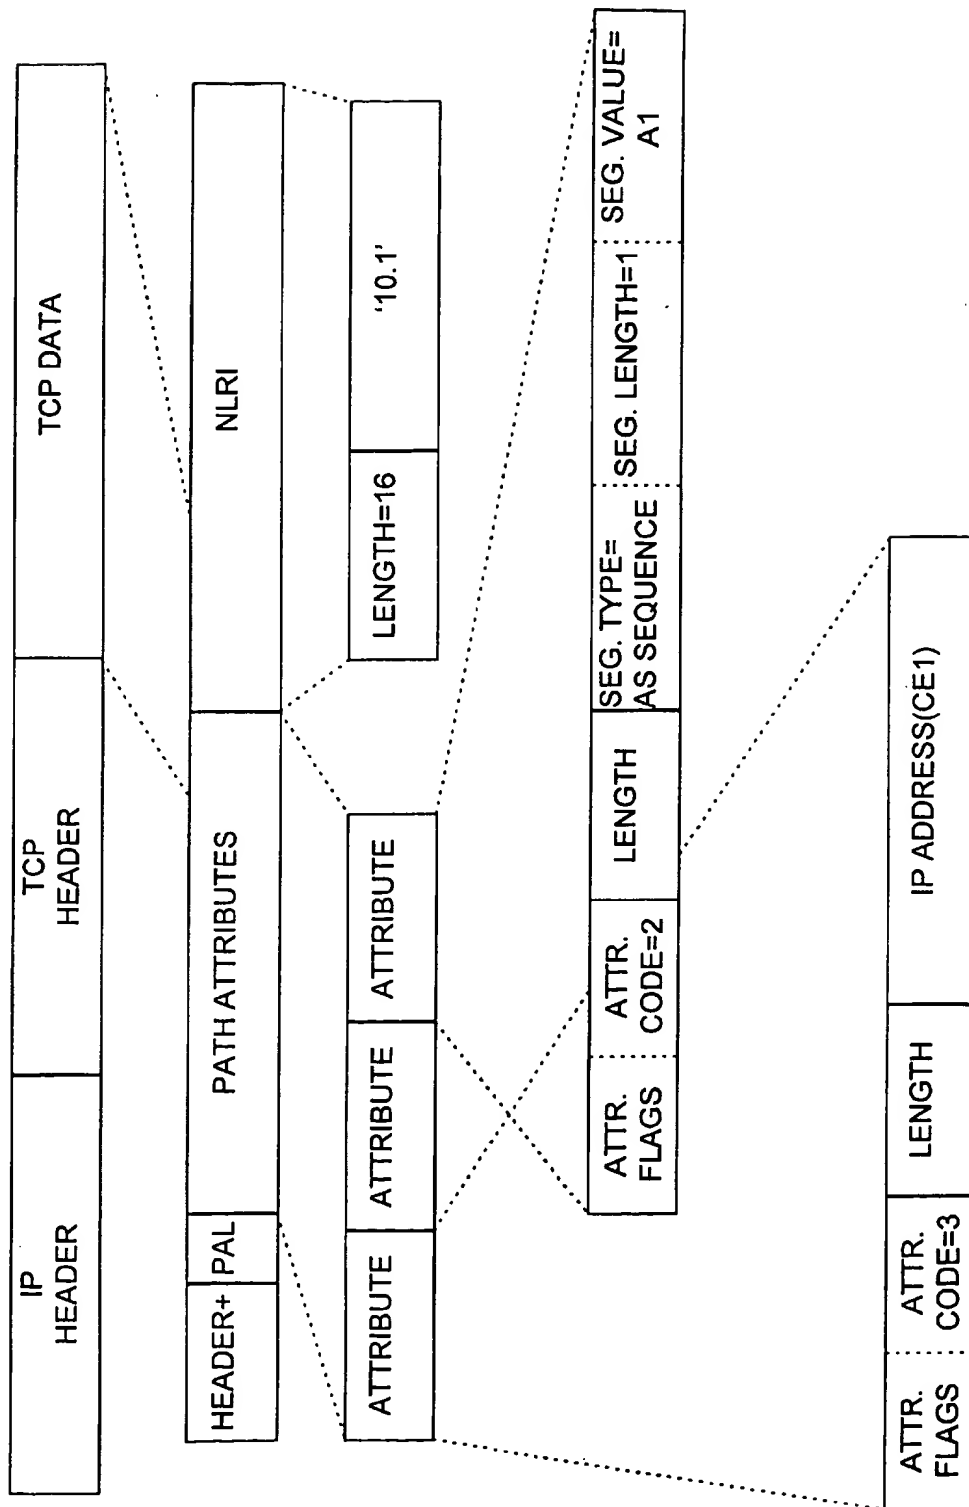 IP
HEADER
TCP
HEADER
TCP DATA
HEADER+
PAL
PATH ATTRIBUTES
NLRI
ATTRIBUTE
ATTRIBUTE
ATTRIBUTE
LENGTH=16
'10.1'
ATTR.
FLAGS
ATTR.
CODE=2
LENGTH
SEG. TYPE=
AS SEQUENCE
SEG. LENGTH=1
SEG. VALUE=
A1
ATTR.
FLAGS
ATTR.
CODE=3
LENGTH
IP ADDRESS(CE1)